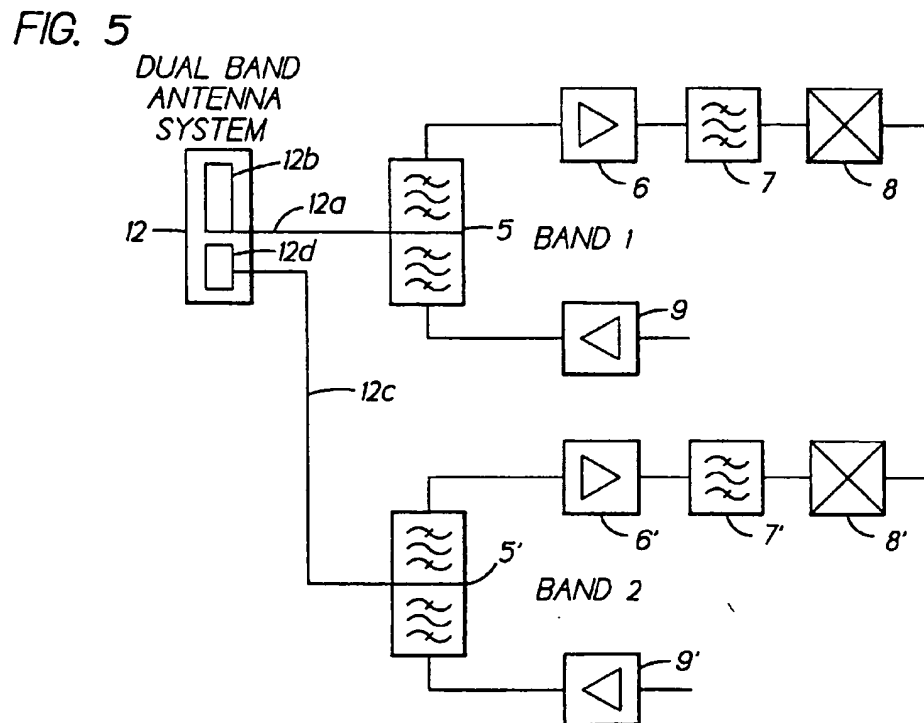 FIG. 5
DUAL BAND
ANTENNA
SYSTEM
12b
12a
12
12d
12c
5
BAND 1
6
7
8
9
5'
BAND 2
6'
7'
8'
9'